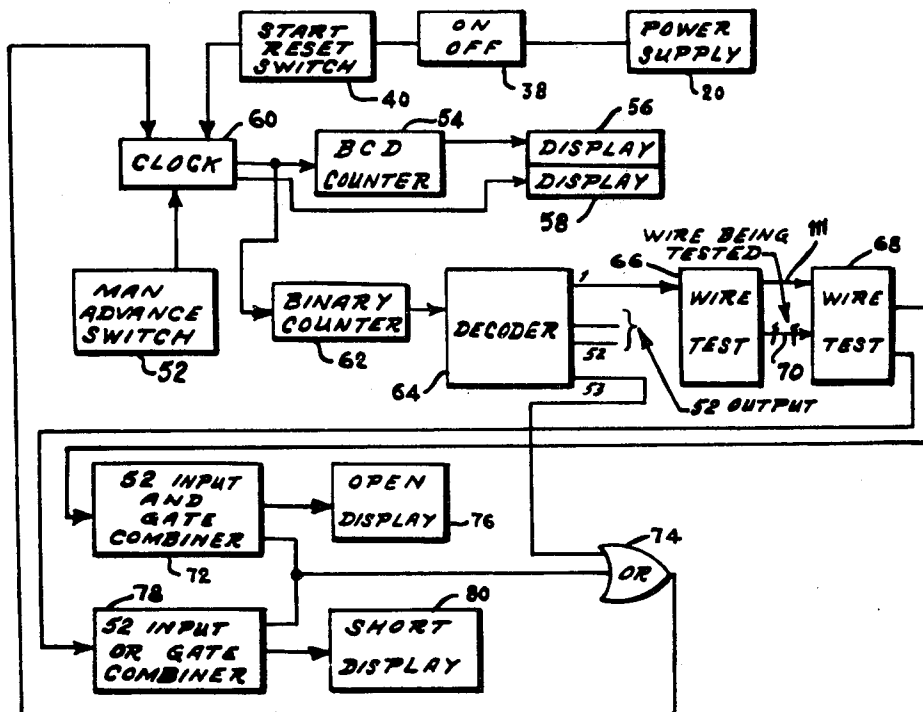 START
RESET
SWITCH
40
ON
OFF
38
POWER
SUPPLY
20
60
CLOCK
54
BCD
COUNTER
56
DISPLAY
DISPLAY
58
MAN
ADVANCE
SWITCH
52
BINARY
COUNTER
62
DECODER
64
1
52
53
52 OUTPUT
WIRE BEING
TESTED
66
WIRE
TEST
111
70
68
WIRE
TEST
52 INPUT
AND
GATE
COMBINER
72
OPEN
DISPLAY
76
74
OR
78
52 INPUT
OR GATE
COMBINER
80
SHORT
DISPLAY